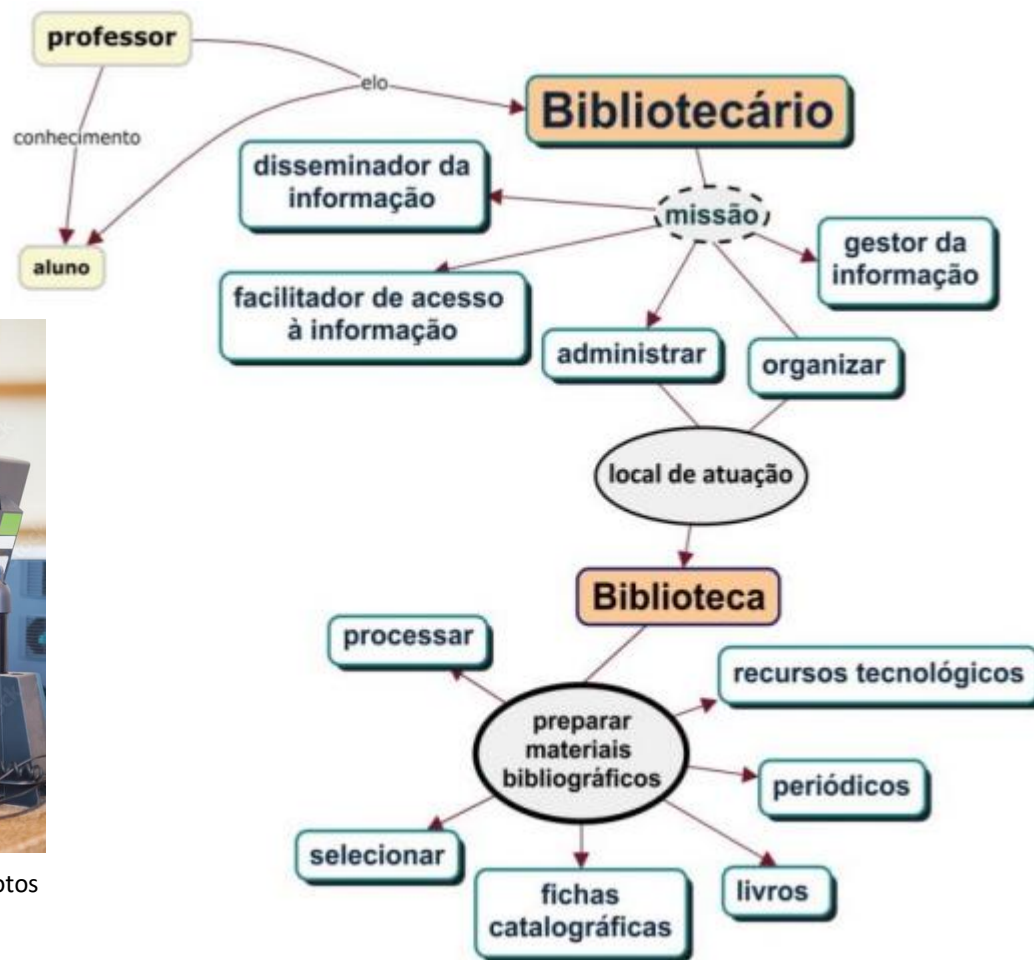 professor
elo
conhecimento
aluno
Bibliotecário
missão
disseminador da
informação
facilitador de acesso
à informação
administrar
organizar
gestor da
informação
local de atuação
Biblioteca
preparar
materiais
bibliográficos
processar
recursos tecnológicos
periódicos
livros
fichas
catalográficas
selecionar